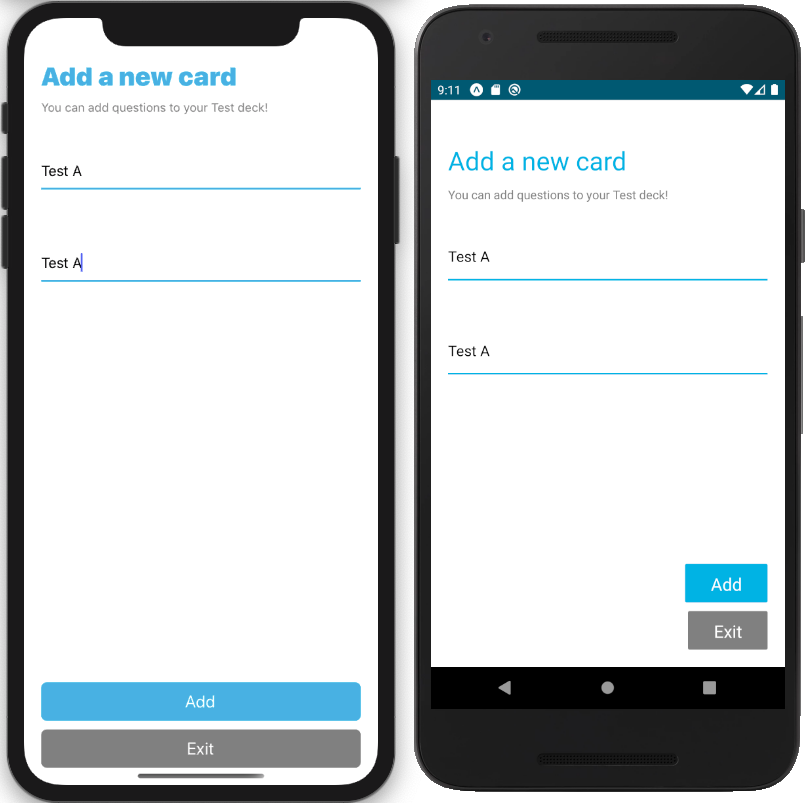 Add a new card
You can add questions to your Test deck!
Test A
Test A
Add
Exit
9:11
Add a new card
You can add questions to your Test deck!
Test A
Test A
Add
Exit